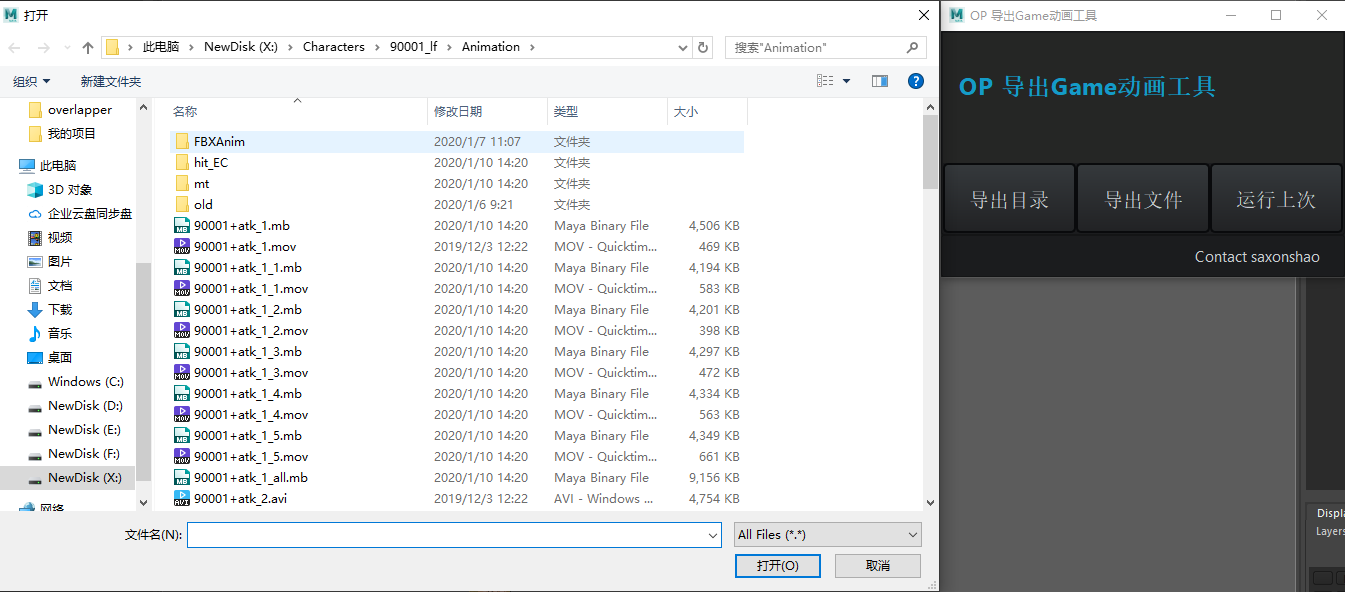 打开
OP 导出Game动画工具
此电脑 NewDisk (X:) Characters 90001_lf Animation
搜索"Animation"
组织 新建文件夹
overlapper
我的项目
此电脑
3D 对象
企业云盘同步盘
视频
图片
文档
下载
音乐
桌面
Windows (C:)
NewDisk (D:)
NewDisk (E:)
NewDisk (F:)
NewDisk (X:)
网络
名称 修改日期 类型 大小
FBXAnim 2020/1/7 11:07 文件夹
hit_EC 2020/1/10 14:20 文件夹
mt 2020/1/10 14:20 文件夹
old 2020/1/6 9:21 文件夹
90001+atk_1.mb 2020/1/10 14:20 Maya Binary File 4,506 KB
90001+atk_1.mov 2019/12/3 12:22 MOV - Quicktim... 469 KB
90001+atk_1_1.mb 2020/1/10 14:20 Maya Binary File 4,194 KB
90001+atk_1_1.mov 2020/1/10 14:20 MOV - Quicktim... 583 KB
90001+atk_1_2.mb 2020/1/10 14:20 Maya Binary File 4,201 KB
90001+atk_1_2.mov 2020/1/10 14:20 MOV - Quicktim... 398 KB
90001+atk_1_3.mb 2020/1/10 14:20 Maya Binary File 4,297 KB
90001+atk_1_3.mov 2020/1/10 14:20 MOV - Quicktim... 472 KB
90001+atk_1_4.mb 2020/1/10 14:20 Maya Binary File 4,334 KB
90001+atk_1_4.mov 2020/1/10 14:20 MOV - Quicktim... 563 KB
90001+atk_1_5.mb 2020/1/10 14:20 Maya Binary File 4,349 KB
90001+atk_1_5.mov 2020/1/10 14:20 MOV - Quicktim... 661 KB
90001+atk_1_all.mb 2020/1/10 14:20 Maya Binary File 9,156 KB
90001+atk_2.avi 2019/12/3 12:22 AVI - Windows ... 4,754 KB
文件名(N): All Files (*.*)
打开(O) 取消
OP 导出Game动画工具
导出目录 导出文件 运行上次
Contact saxonshao
Displa
Layers